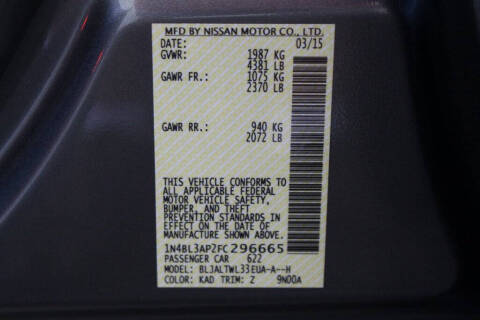 MFD BY NISSAN MOTOR CO., LTD.
DATE: 03/15
GVWR: 1987 KG
4381 LB
GAWR FR.: 1075 KG
2370 LB
GAWR RR.: 940 KG
2072 LB
THIS VEHICLE CONFORMS TO
ALL APPLICABLE FEDERAL
MOTOR VEHICLE SAFETY,
BUMPER, AND THEFT
PREVENTION STANDARDS IN
EFFECT ON THE DATE OF
MANUFACTURE SHOWN ABOVE.
1N4BL3AP2FC296665
PASSENGER CAR 622
MODEL: BLJALTWL33EUA-A--H
COLOR: KAD TRIM: Z 9N00A